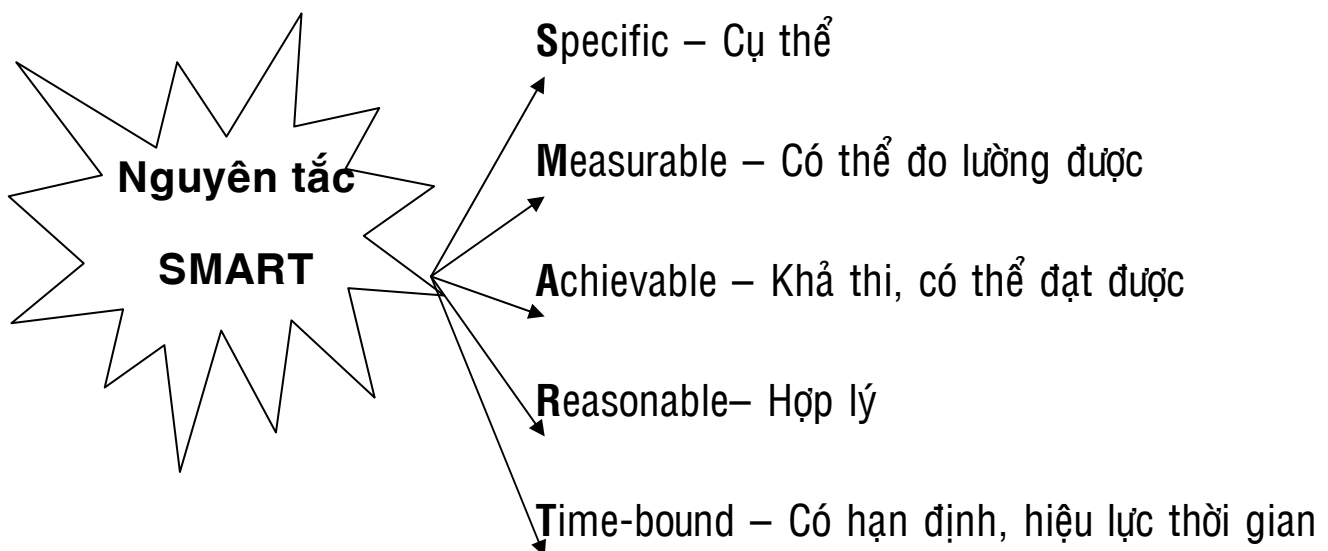 Nguyên tắc
SMART
Specific – Cụ thể
Measurable – Có thể đo lường được
Achievable – Khả thi, có thể đạt được
Reasonable– Hợp lý
Time-bound – Có hạn định, hiệu lực thời gian